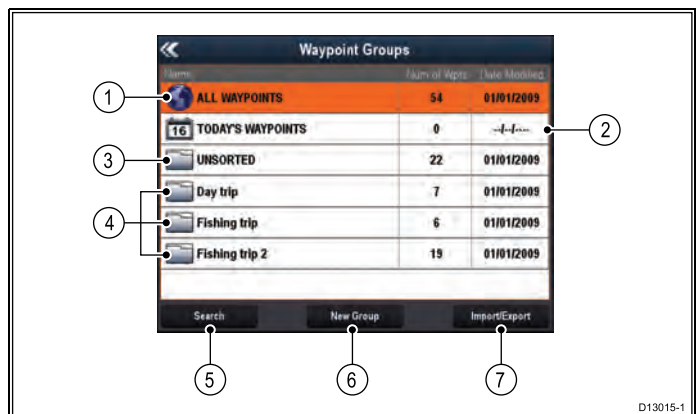 Waypoint Groups
Name Num of Wpts Date Modified
1 ALL WAYPOINTS 54 01/01/2009
16 TODAY'S WAYPOINTS 0 --/--/---- 2
3 UNSORTED 22 01/01/2009
Day trip 7 01/01/2009
4 Fishing trip 6 01/01/2009
Fishing trip 2 19 01/01/2009
Search New Group Import/Export
5 6 7
D13015-1